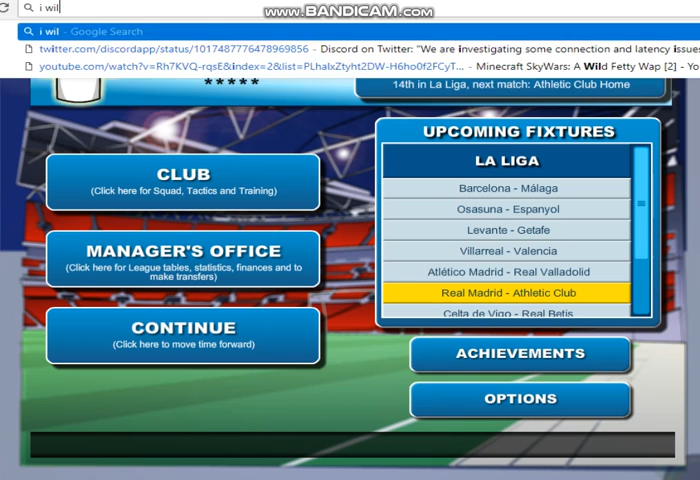 i wil
www.BANDICAM.com
i wil - Google Search
twitter.com/discordapp/status/1017487776478969856 - Discord on Twitter: "We are investigating some connection and latency issues
youtube.com/watch?v=Rh7KVQ-rqsE&index=2&list=PLhalxZtyht2DW-H6ho0f2FCyT... - Minecraft SkyWars: A Wild Fetty Wap [2] - Yo
*****
14th in La Liga, next match: Athletic Club Home
CLUB
(Click here for Squad, Tactics and Training)
MANAGER'S OFFICE
(Click here for League tables, statistics, finances and to
make transfers)
CONTINUE
(Click here to move time forward)
UPCOMING FIXTURES
LA LIGA
Barcelona - Málaga
Osasuna - Espanyol
Levante - Getafe
Villarreal - Valencia
Atlético Madrid - Real Valladolid
Real Madrid - Athletic Club
Celta de Vigo - Real Betis
ACHIEVEMENTS
OPTIONS